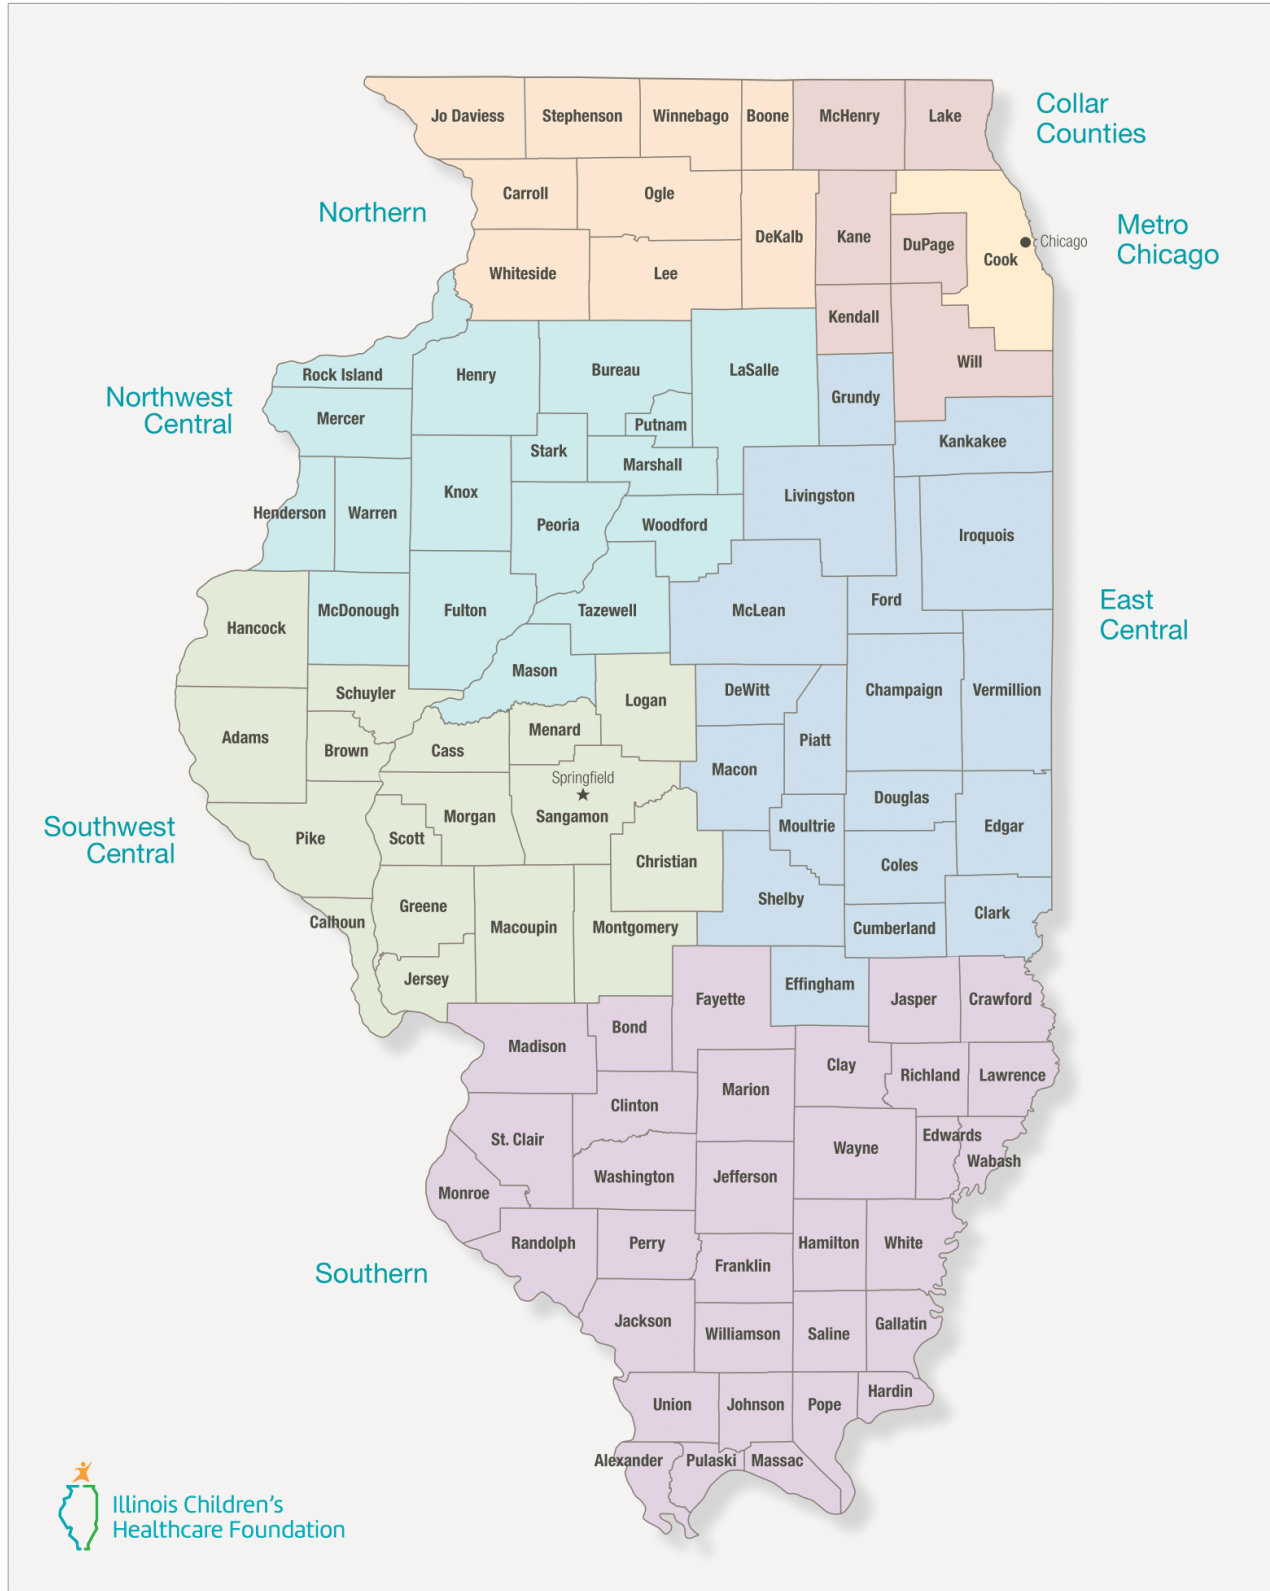 Collar
Counties
Jo Daviess
Stephenson
Winnebago
Boone
McHenry
Lake
Northern
Carroll
Ogle
DeKalb
Kane
DuPage
Cook
Chicago
Metro
Chicago
Whiteside
Lee
Kendall
Will
Northwest
Central
Rock Island
Henry
Bureau
LaSalle
Grundy
Mercer
Putnam
Kankakee
Stark
Marshall
Henderson
Warren
Knox
Peoria
Woodford
Livingston
Iroquois
Hancock
McDonough
Fulton
Tazewell
McLean
Ford
East
Central
Schuyler
Mason
Logan
DeWitt
Champaign
Vermillion
Adams
Brown
Cass
Menard
Piatt
Macon
Springfield
Sangamon
Southwest
Central
Pike
Scott
Morgan
Christian
Moultrie
Douglas
Edgar
Coles
Shelby
Calhoun
Greene
Macoupin
Montgomery
Cumberland
Clark
Jersey
Fayette
Effingham
Jasper
Crawford
Madison
Bond
Clay
Richland
Lawrence
Clinton
Marion
St. Clair
Washington
Jefferson
Wayne
Edwards
Wabash
Monroe
Southern
Randolph
Perry
Franklin
Hamilton
White
Jackson
Williamson
Saline
Gallatin
Union
Johnson
Pope
Hardin
Alexander
Pulaski
Massac
Illinois Children's
Healthcare Foundation